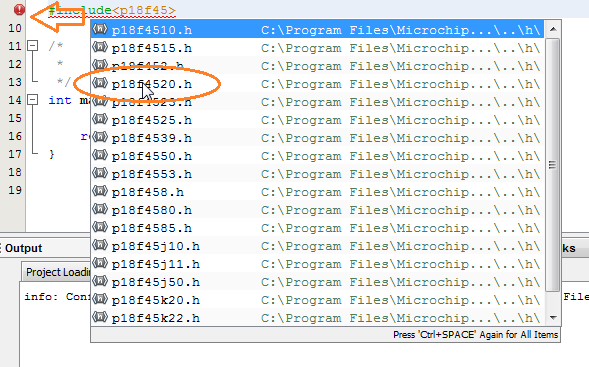 #include<p18f45>
10
p18f4510.h C:\Program Files\Microchip...\..\h\
11 /* p18f4515.h C:\Program Files\Microchip...\..\h\
12 * p18f452.h C:\Program Files\Microchip...\..\h\
13 */ p18f4520.h C:\Program Files\Microchip...\..\h\
14 int C:\Program Files\Microchip...\..\h\
15 p18f4525.h C:\Program Files\Microchip...\..\h\
16 p18f4539.h C:\Program Files\Microchip...\..\h\
17 } p18f4550.h C:\Program Files\Microchip...\..\h\
p18f4553.h C:\Program Files\Microchip...\..\h\
18 p18f458.h C:\Program Files\Microchip...\..\h\
19 p18f4580.h C:\Program Files\Microchip...\..\h\
p18f4585.h C:\Program Files\Microchip...\..\h\
p18f45j10.h C:\Program Files\Microchip...\..\h\
Output
p18f45j11.h C:\Program Files\Microchip...\..\h\
Project Loadin
p18f45j50.h C:\Program Files\Microchip...\..\h\
info: Con
p18f45k20.h C:\Program Files\Microchip...\..\h\
File
p18f45k22.h C:\Program Files\Microchip...\..\h\
Press 'Ctrl+SPACE' Again for All Items